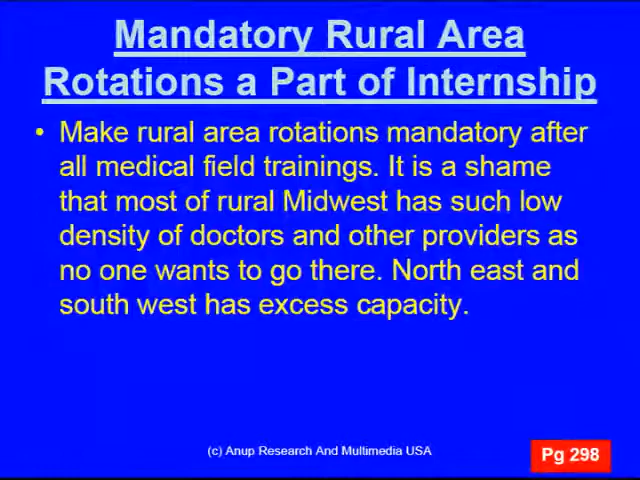 Mandatory Rural Area
Rotations a Part of Internship
• Make rural area rotations mandatory after
all medical field trainings. It is a shame
that most of rural Midwest has such low
density of doctors and other providers as
no one wants to go there. North east and
south west has excess capacity.
(c) Anup Research And Multimedia USA
Pg 298